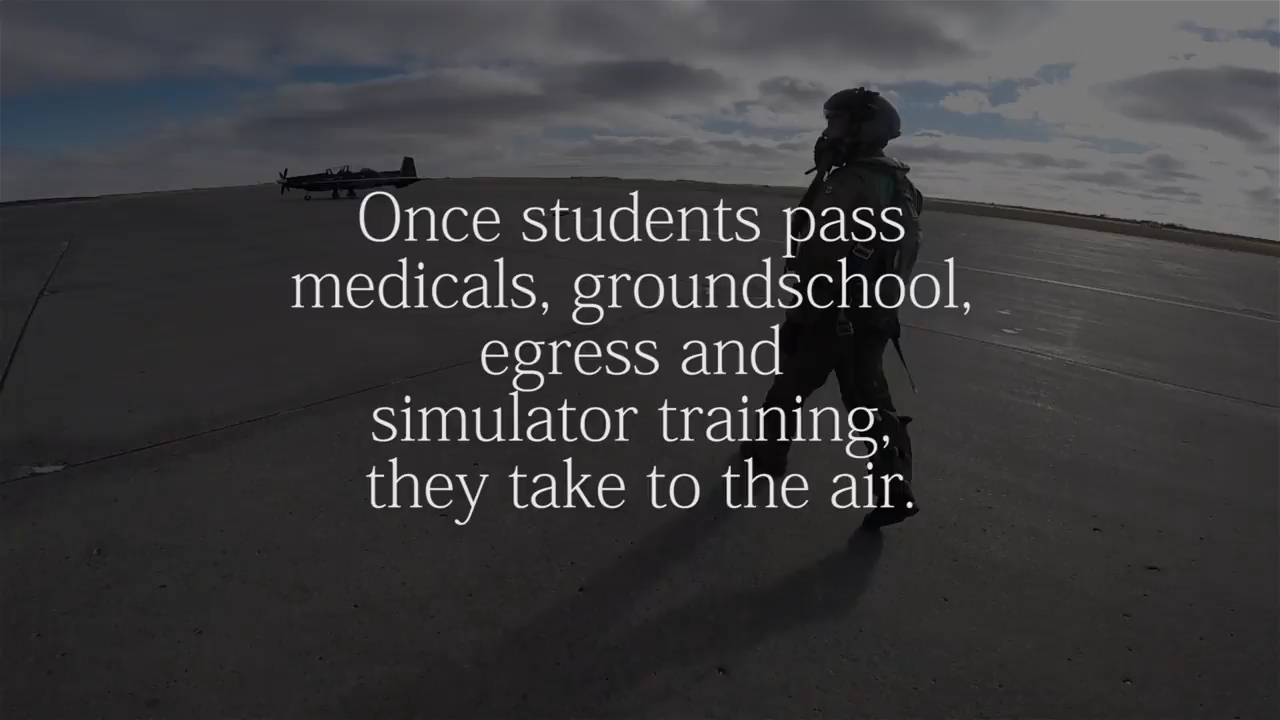 Once students pass
medicals, groundschool,
egress and
simulator training,
they take to the air.